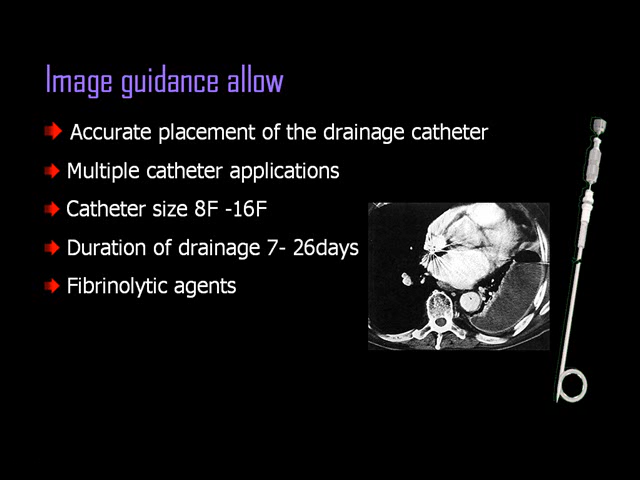 Image guidance allow
Accurate placement of the drainage catheter
Multiple catheter applications
Catheter size 8F -16F
Duration of drainage 7- 26days
Fibrinolytic agents